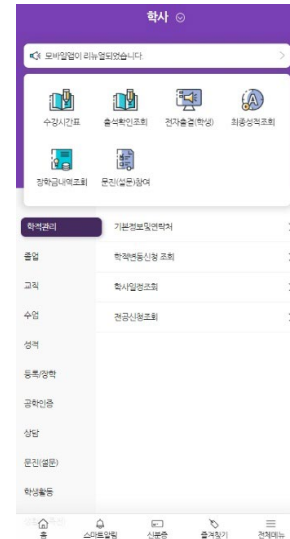 학사
모바일앱이 리뉴얼되었습니다.
수강시간표 출석확인조회 전자출결(학생) 최종성적조회
장학금내역조회 문진(설문)참여
학적관리 기본정보및연락처
졸업 학적변동신청 조회
교직 학사일정조회
수업 전공신청조회
성적
등록/장학
공학인증
상담
문진(설문)
학생활동
홈 스마트알림 신분증 즐겨찾기 전체메뉴